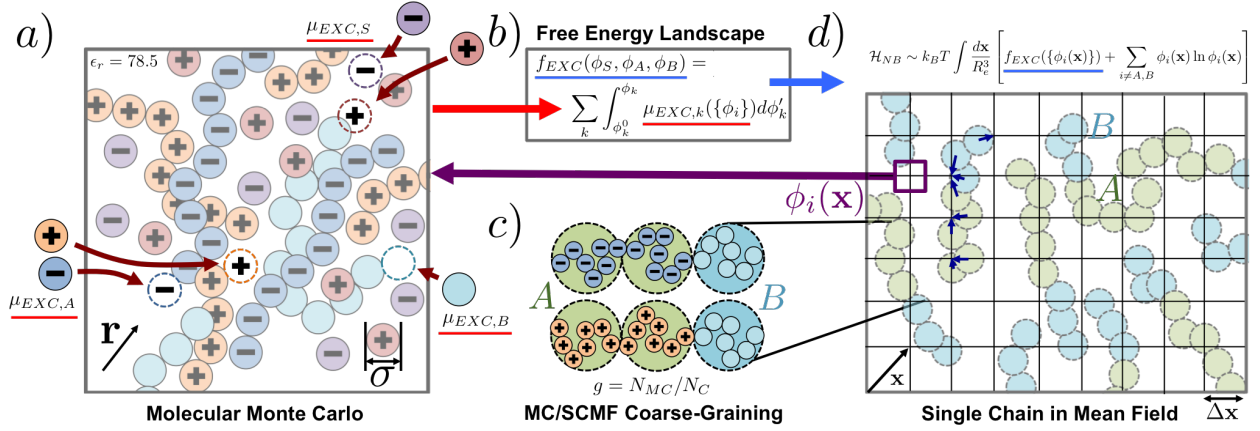 a)
ϵ_r = 78.5
μ_{EXC,S}
μ_{EXC,A}
μ_{EXC,B}
r
σ
Molecular Monte Carlo
b)
Free Energy Landscape
f_{EXC}(ϕ_S, ϕ_A, ϕ_B) =
∑_k ∫_{ϕ_k^0}^{ϕ_k} μ_{EXC,k}({ϕ_i})dϕ'_k
ϕ_i(x)
c)
A
B
g = N_{MC}/N_C
MC/SCMF Coarse-Graining
d)
ℋ_{NB} ∼ k_BT ∫ dx/R_e^3 [ f_{EXC}({ϕ_i(x)}) + ∑_{i≠A,B} ϕ_i(x) ln ϕ_i(x) ]
B
A
x
Δx
Single Chain in Mean Field